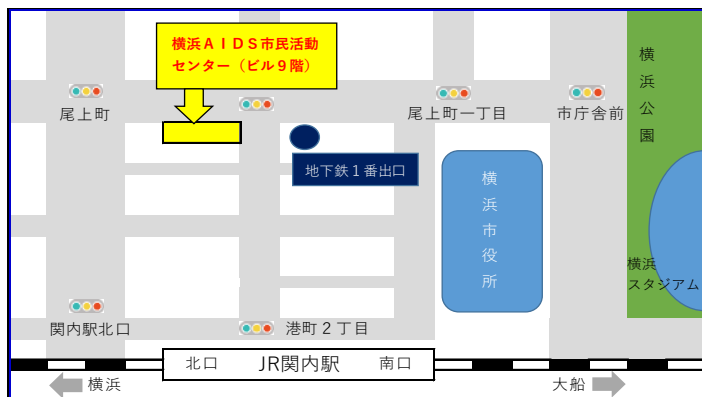 横浜ＡＩＤＳ市民活動
センター（ビル９階）
尾上町
尾上町一丁目
市庁舎前
横浜公園
地下鉄１番出口
横浜市役所
横浜
スタジアム
関内駅北口
港町２丁目
北口
JR関内駅
南口
横浜
大船